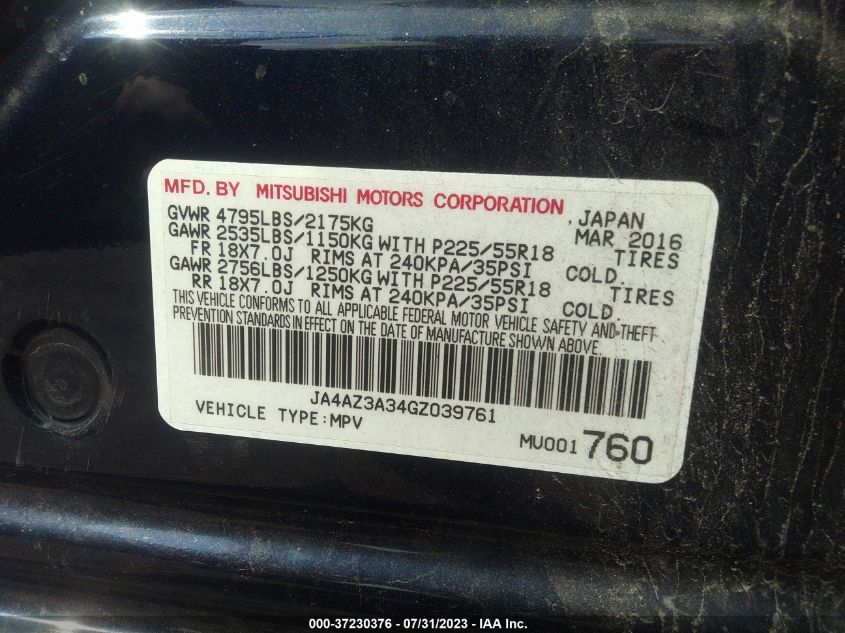 MFD. BY MITSUBISHI MOTORS CORPORATION , JAPAN
GVWR 4795LBS/2175KG MAR 2016
GAWR 2535LBS/1150KG WITH P225/55R18 TIRES
FR 18X7.0J RIMS AT 240KPA/35PSI COLD.
GAWR 2756LBS/1250KG WITH P225/55R18 TIRES
RR 18X7.0J RIMS AT 240KPA/35PSI COLD.
THIS VEHICLE CONFORMS TO ALL APPLICABLE FEDERAL MOTOR VEHICLE SAFETY AND THEFT
PREVENTION STANDARDS IN EFFECT ON THE DATE OF MANUFACTURE SHOWN ABOVE.
JA4AZ3A34GZ039761
VEHICLE TYPE:MPV
MU001 760
000-37230376 - 07/31/2023 - IAA Inc.